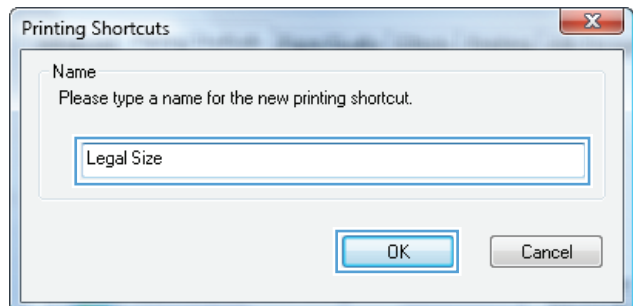 Printing Shortcuts
Name
Please type a name for the new printing shortcut.
Legal Size
OK
Cancel